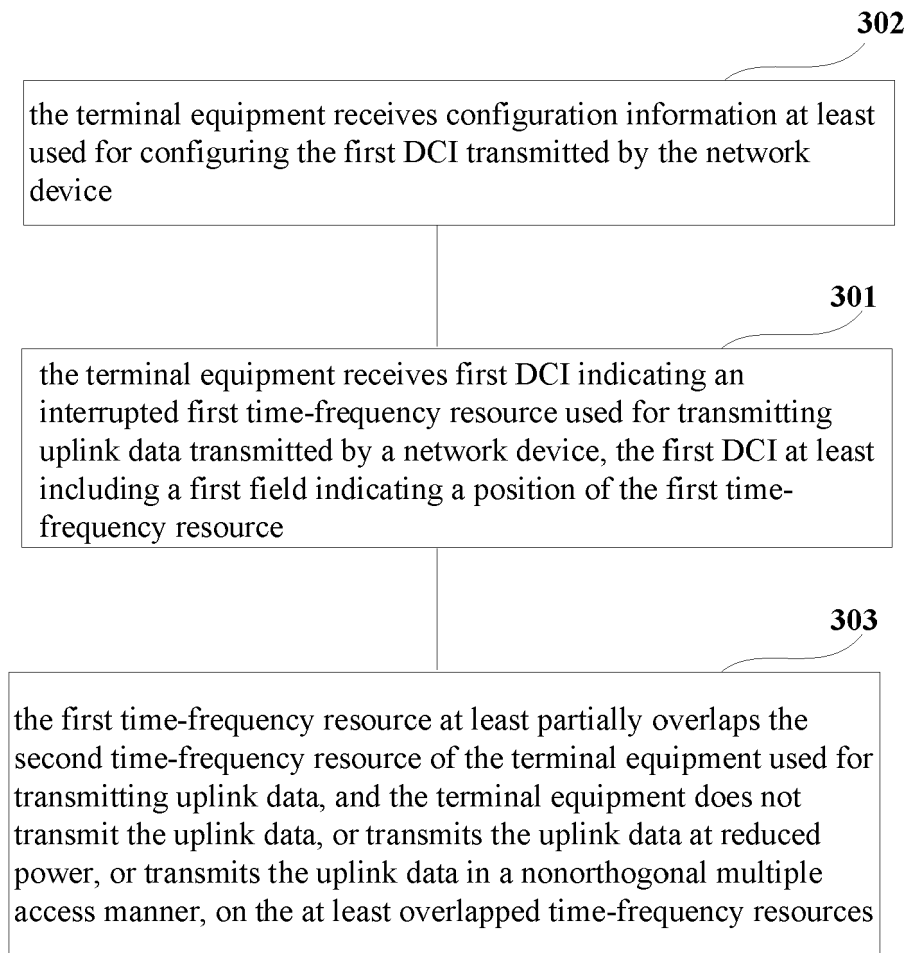 302
the terminal equipment receives configuration information at least
used for configuring the first DCI transmitted by the network
device
301
the terminal equipment receives first DCI indicating an
interrupted first time-frequency resource used for transmitting
uplink data transmitted by a network device, the first DCI at least
including a first field indicating a position of the first time-
frequency resource
303
the first time-frequency resource at least partially overlaps the
second time-frequency resource of the terminal equipment used for
transmitting uplink data, and the terminal equipment does not
transmit the uplink data, or transmits the uplink data at reduced
power, or transmits the uplink data in a nonorthogonal multiple
access manner, on the at least overlapped time-frequency resources